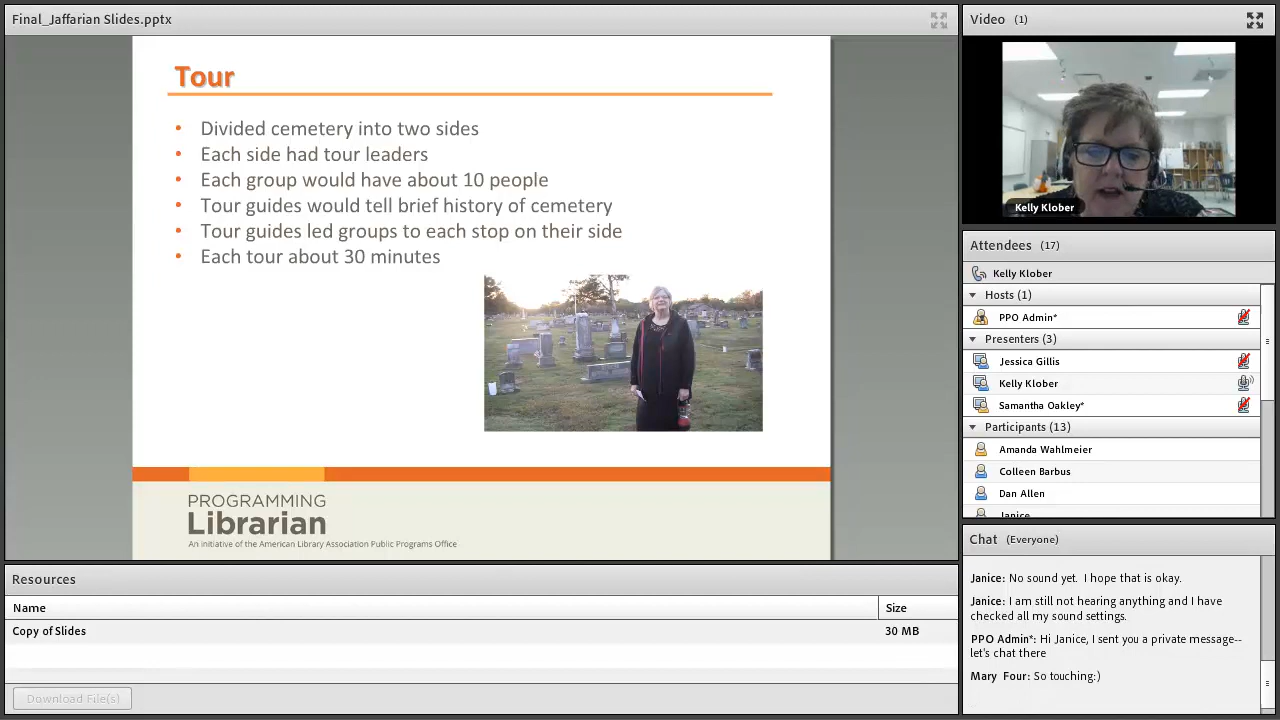 Final_Jaffarian Slides.pptx
Tour
• Divided cemetery into two sides
• Each side had tour leaders
• Each group would have about 10 people
• Tour guides would tell brief history of cemetery
• Tour guides led groups to each stop on their side
• Each tour about 30 minutes
PROGRAMMING
Librarian
An initiative of the American Library Association Public Programs Office
Resources
Name Size
Copy of Slides 30 MB
Download File(s)
Video (1)
Kelly Klober
Attendees (17)
Kelly Klober
Hosts (1)
PPO Admin*
Presenters (3)
Jessica Gillis
Kelly Klober
Samantha Oakley*
Participants (13)
Amanda Wahlmeier
Colleen Barbus
Dan Allen
Janice
Chat (Everyone)
Janice: No sound yet. I hope that is okay.
Janice: I am still not hearing anything and I have
checked all my sound settings.
PPO Admin*: Hi Janice, I sent you a private message--
let's chat there
Mary Four: So touching:)